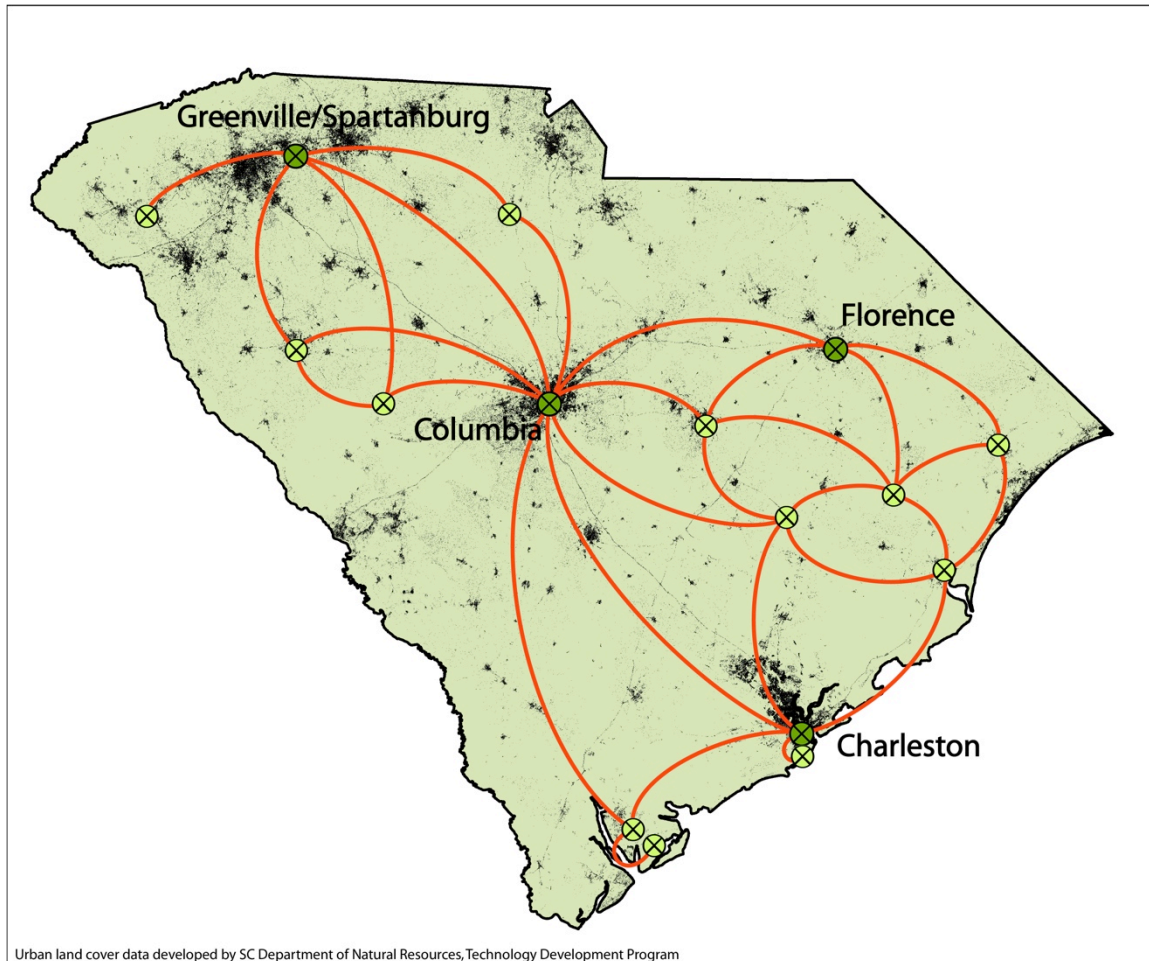 Greenville/Spartanburg
Florence
Columbia
Charleston
Urban land cover data developed by SC Department of Natural Resources, Technology Development Program